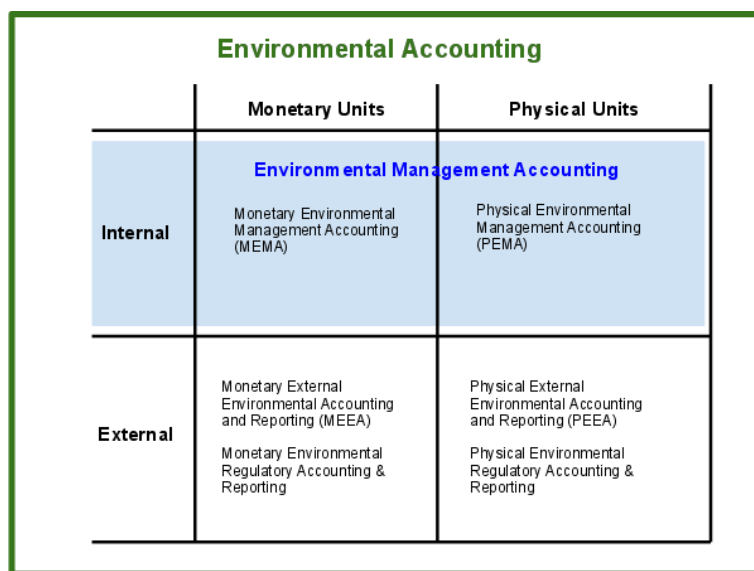 Environmental Accounting
Monetary Units
Physical Units
Environmental Management Accounting
Internal
Monetary Environmental
Management Accounting
(MEMA)
Physical Environmental
Management Accounting
(PEMA)
External
Monetary External
Environmental Accounting
and Reporting (MEEA)
Monetary Environmental
Regulatory Accounting &
Reporting
Physical External
Environmental Accounting
and Reporting (PEEA)
Physical Environmental
Regulatory Accounting &
Reporting